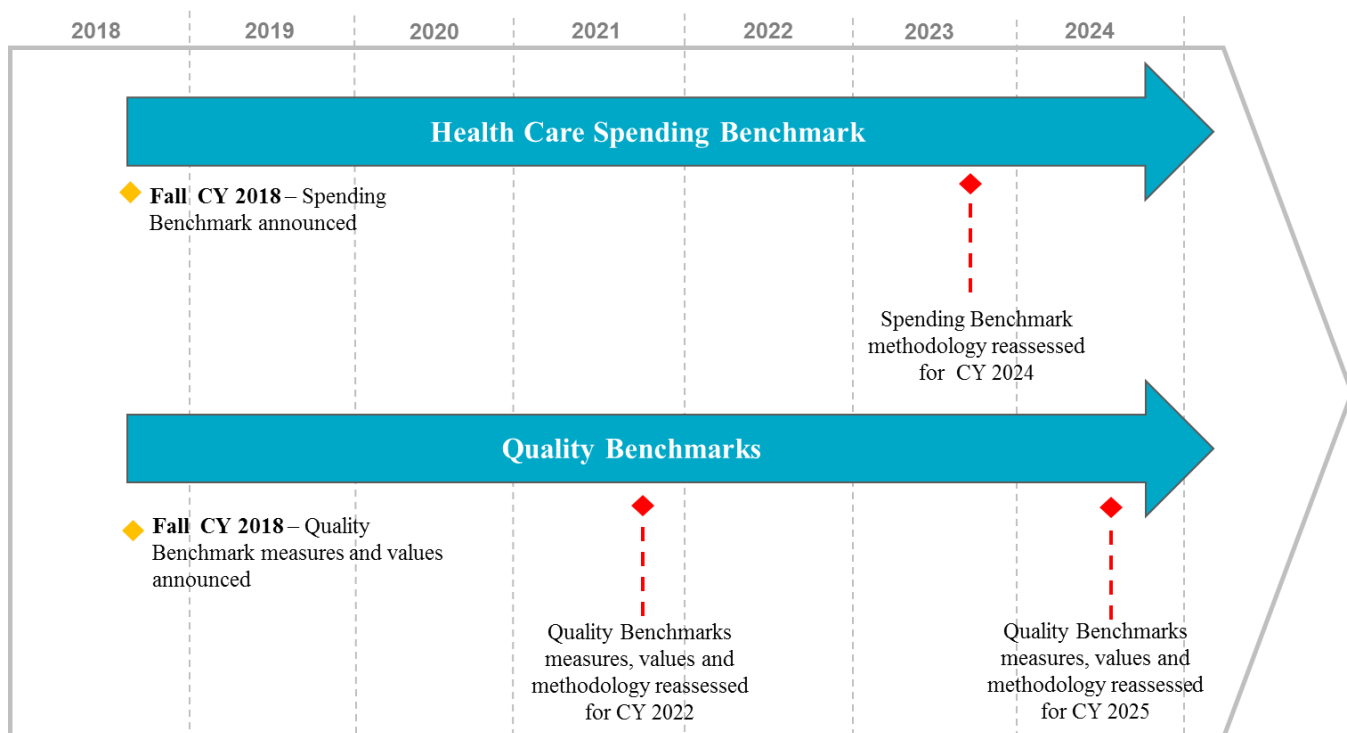 2018 2019 2020 2021 2022 2023 2024
Health Care Spending Benchmark
Fall CY 2018 – Spending
Benchmark announced
Spending Benchmark
methodology reassessed
for CY 2024
Quality Benchmarks
Fall CY 2018 – Quality
Benchmark measures and values
announced
Quality Benchmarks
measures, values and
methodology reassessed
for CY 2022
Quality Benchmarks
measures, values and
methodology reassessed
for CY 2025